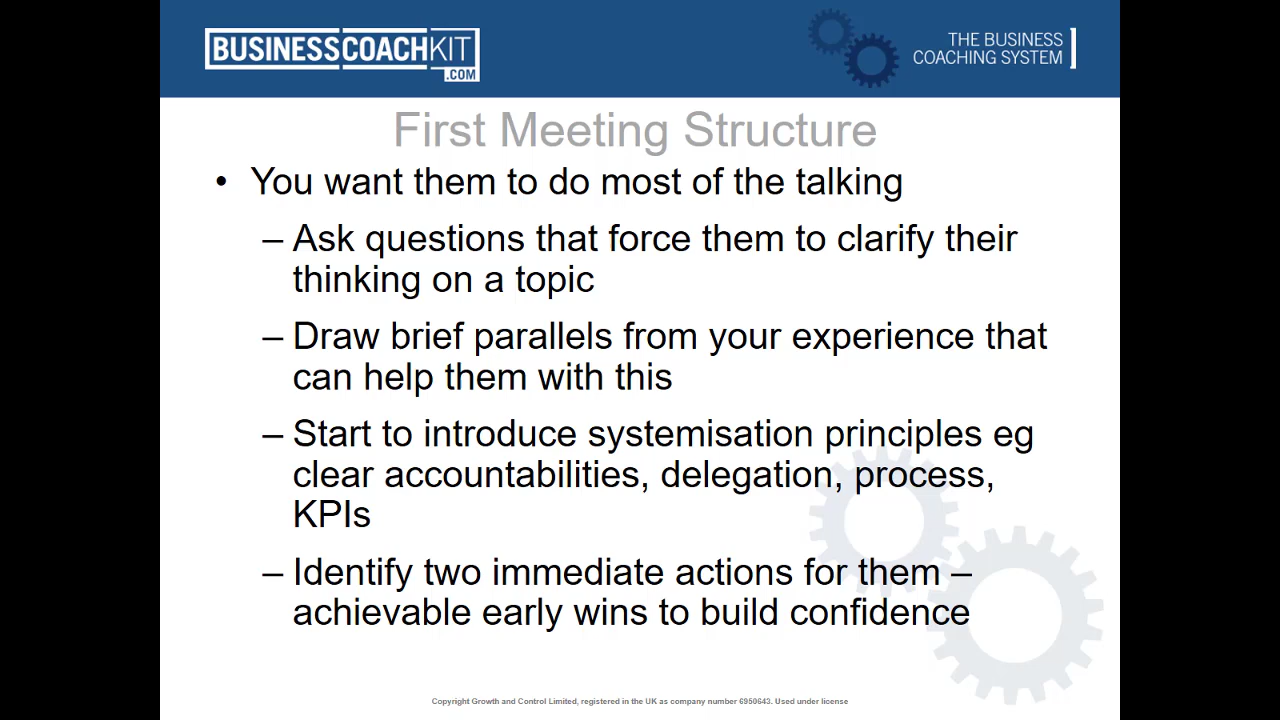 BUSINESSCOACHKIT
.COM
THE BUSINESS
COACHING SYSTEM
First Meeting Structure
• You want them to do most of the talking
– Ask questions that force them to clarify their
thinking on a topic
– Draw brief parallels from your experience that
can help them with this
– Start to introduce systemisation principles eg
clear accountabilities, delegation, process,
KPIs
– Identify two immediate actions for them –
achievable early wins to build confidence
Copyright Growth and Control Limited, registered in the UK as company number 6950643. Used under license